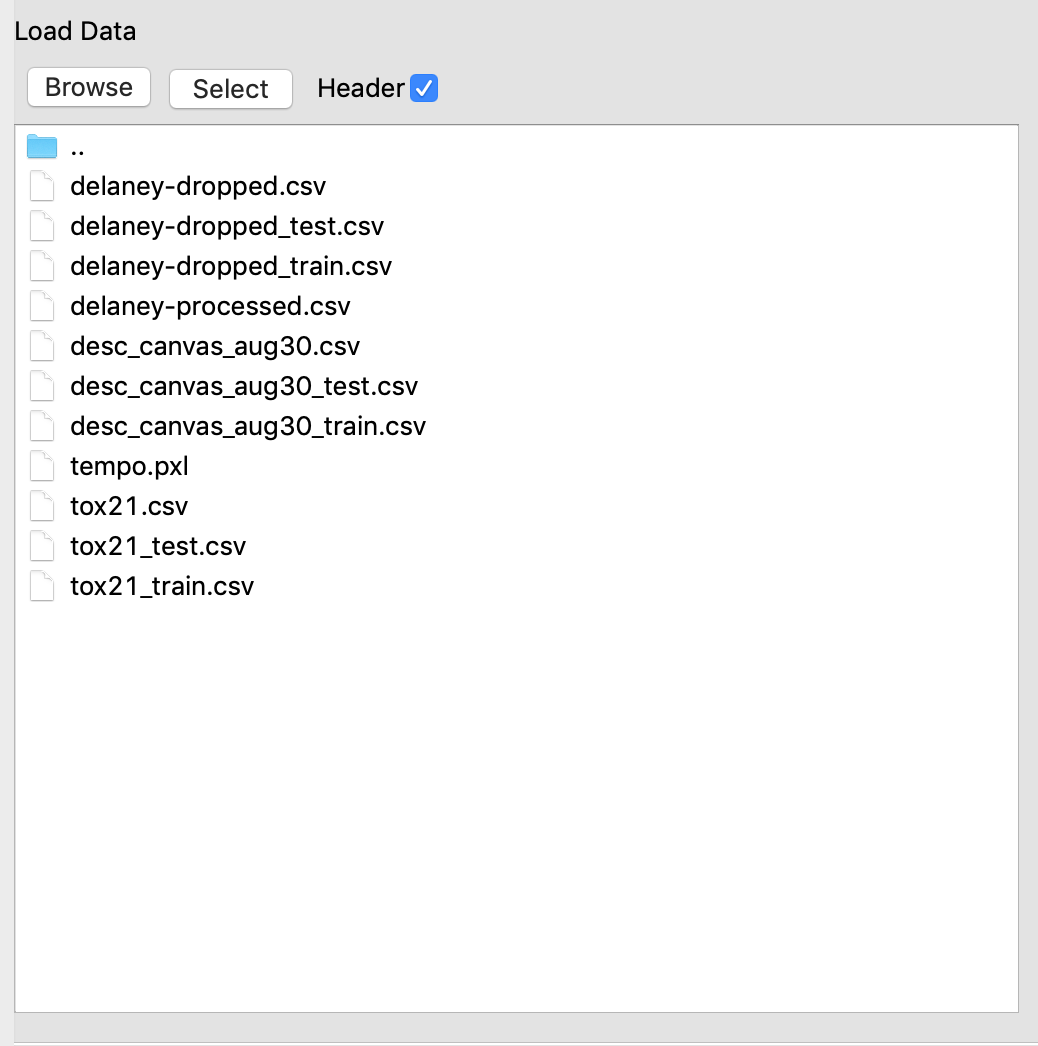 Load Data
Browse Select Header
..
delaney-dropped.csv
delaney-dropped_test.csv
delaney-dropped_train.csv
delaney-processed.csv
desc_canvas_aug30.csv
desc_canvas_aug30_test.csv
desc_canvas_aug30_train.csv
tempo.pxl
tox21.csv
tox21_test.csv
tox21_train.csv